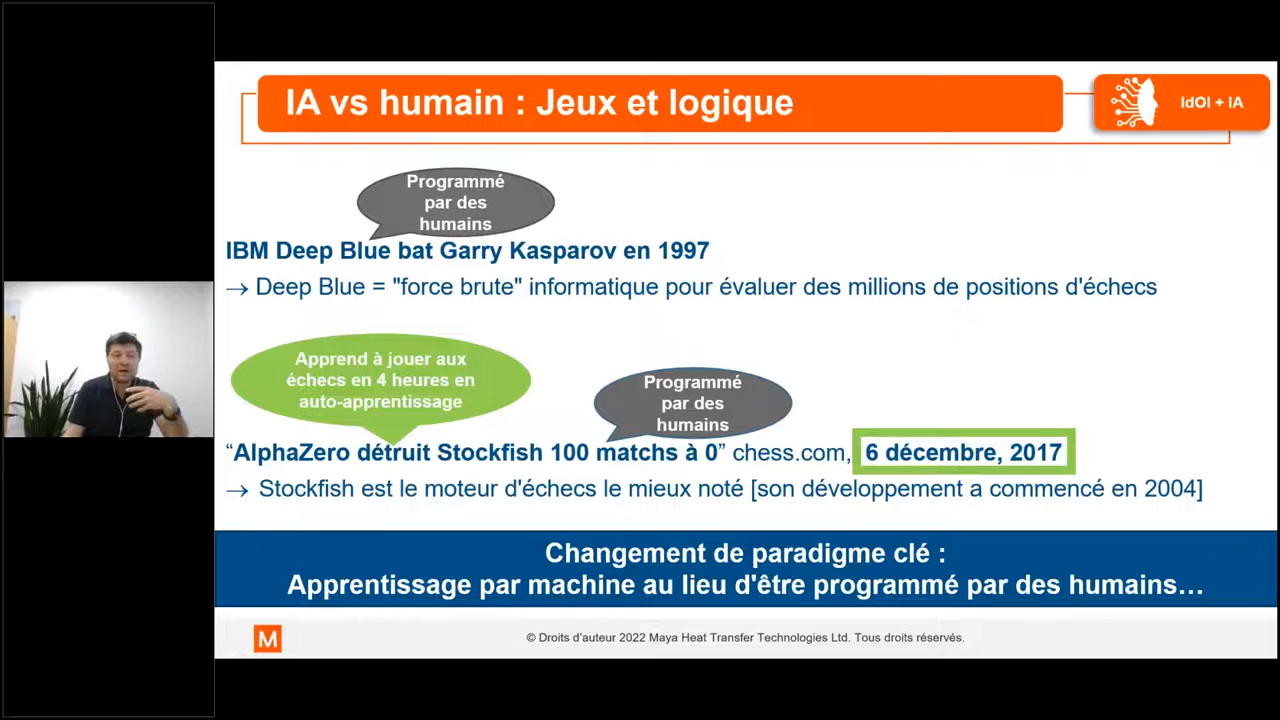 IA vs humain : Jeux et logique
IdOI + IA
Programmé
par des
humains
IBM Deep Blue bat Garry Kasparov en 1997
→ Deep Blue = "force brute" informatique pour évaluer des millions de positions d'échecs
Apprend à jouer aux
échecs en 4 heures en
auto-apprentissage
Programmé
par des
humains
“AlphaZero détruit Stockfish 100 matchs à 0” chess.com, 6 décembre, 2017
→ Stockfish est le moteur d'échecs le mieux noté [son développement a commencé en 2004]
Changement de paradigme clé :
Apprentissage par machine au lieu d'être programmé par des humains…
M
© Droits d’auteur 2022 Maya Heat Transfer Technologies Ltd. Tous droits réservés.